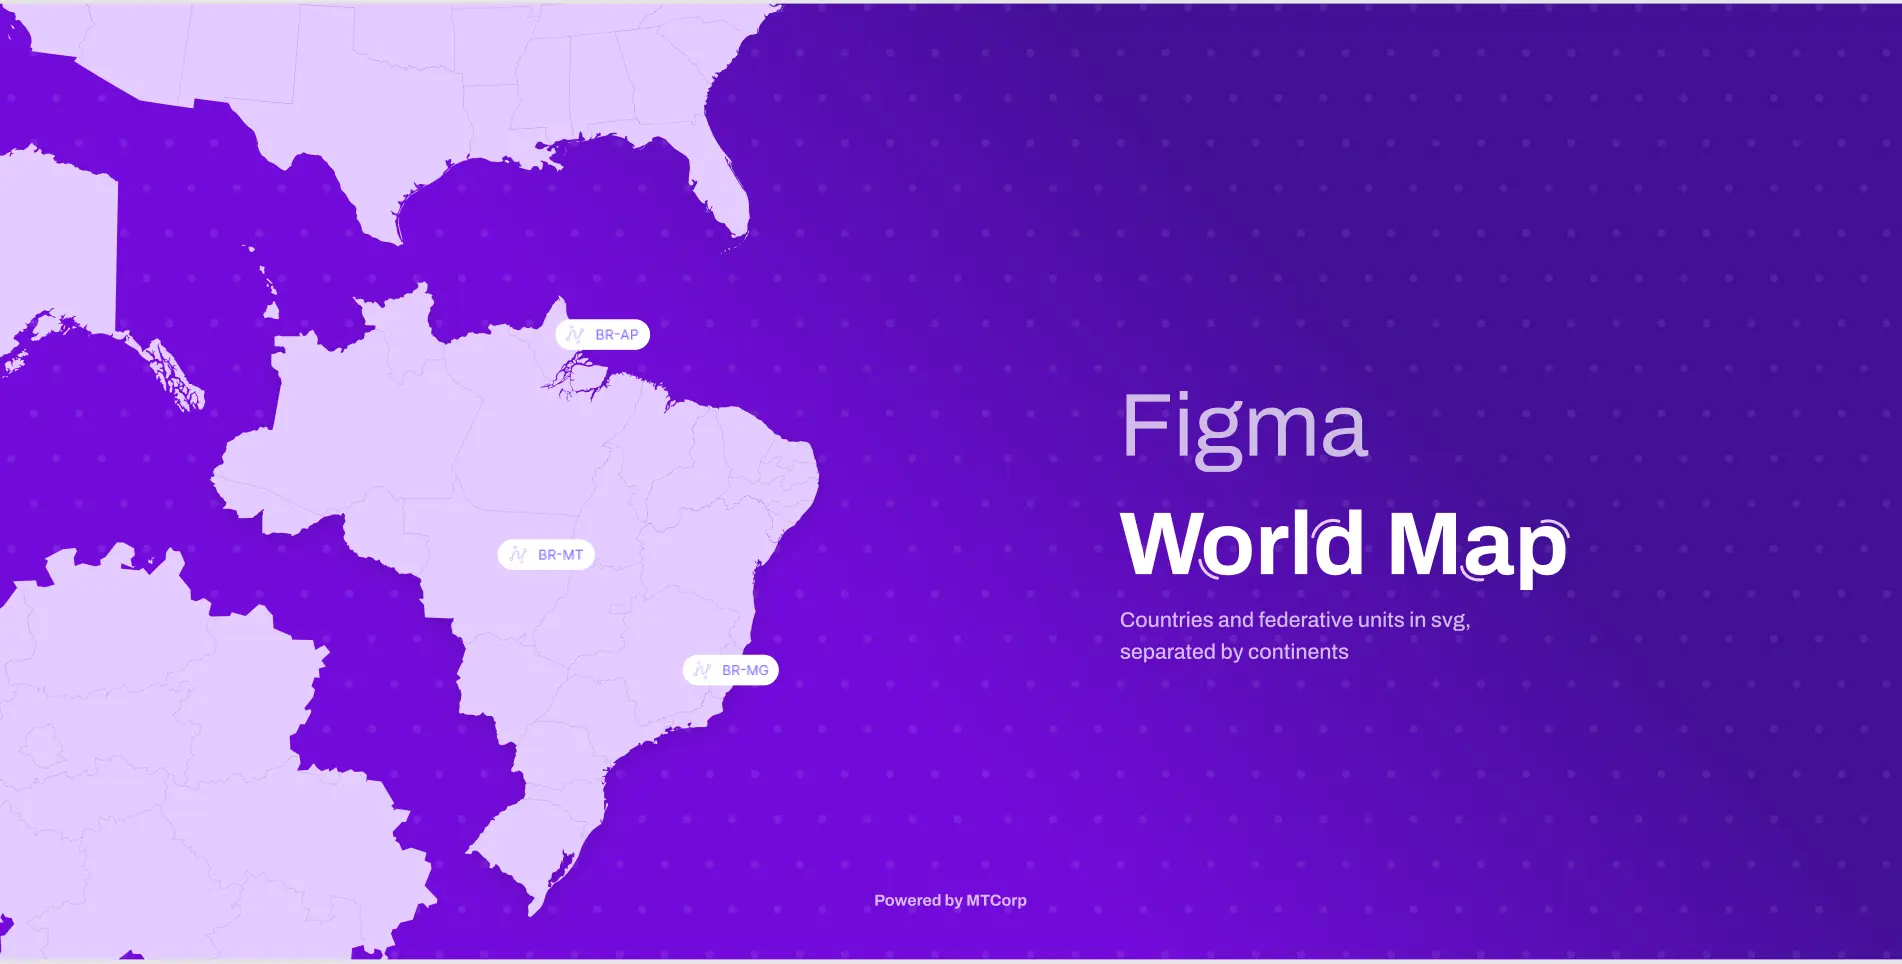 BR-AP
BR-MT
BR-MG
Figma
World Map
Countries and federative units in svg,
separated by continents
Powered by MTCorp